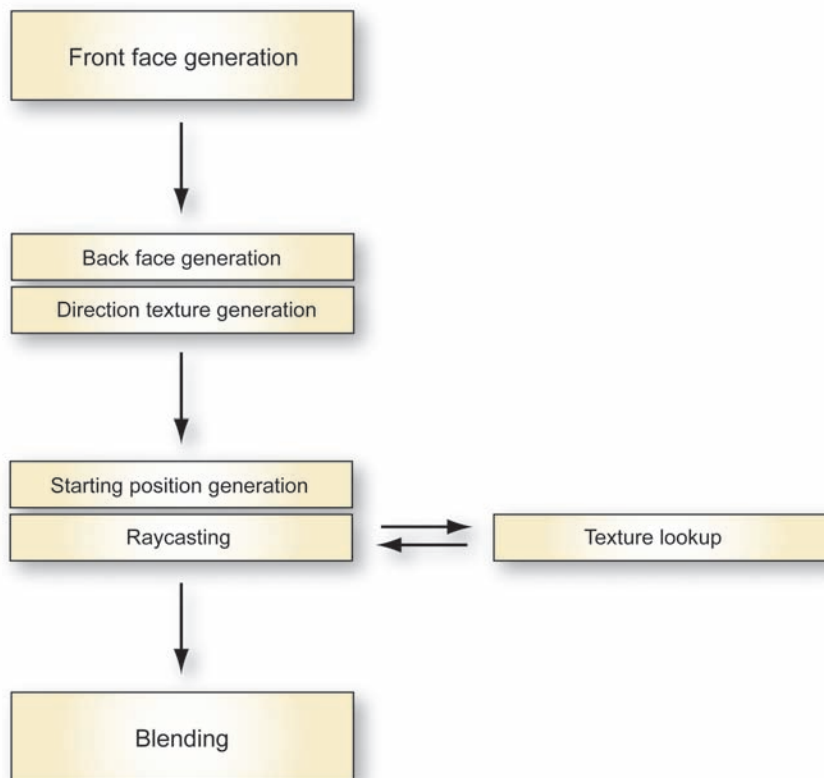 Front face generation
Back face generation
Direction texture generation
Starting position generation
Raycasting
Texture lookup
Blending